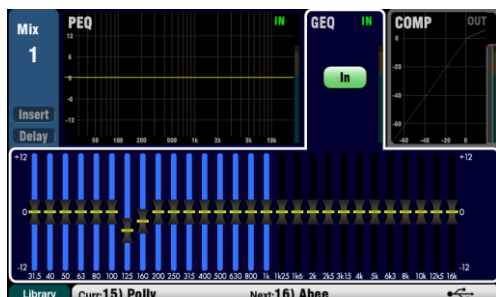 Mix
1
Insert
Delay
PEQ IN
12
6
0
-6
-12
50 100 200 500 1k 2k 5k 10k
GEQ IN
In
COMP OUT
-20
-40
-60
-60 -40 -20 0
+12 +12
0 0
-12 -12
31.5 40 50 63 80 100 125 160 200 250 315 400 500 630 800 1k 1k25 1k6 2k 2k5 3k15 4k 5k 6k3 8k 10k 12k5 16k
Library Curr:15) Polly Next:16) Abee